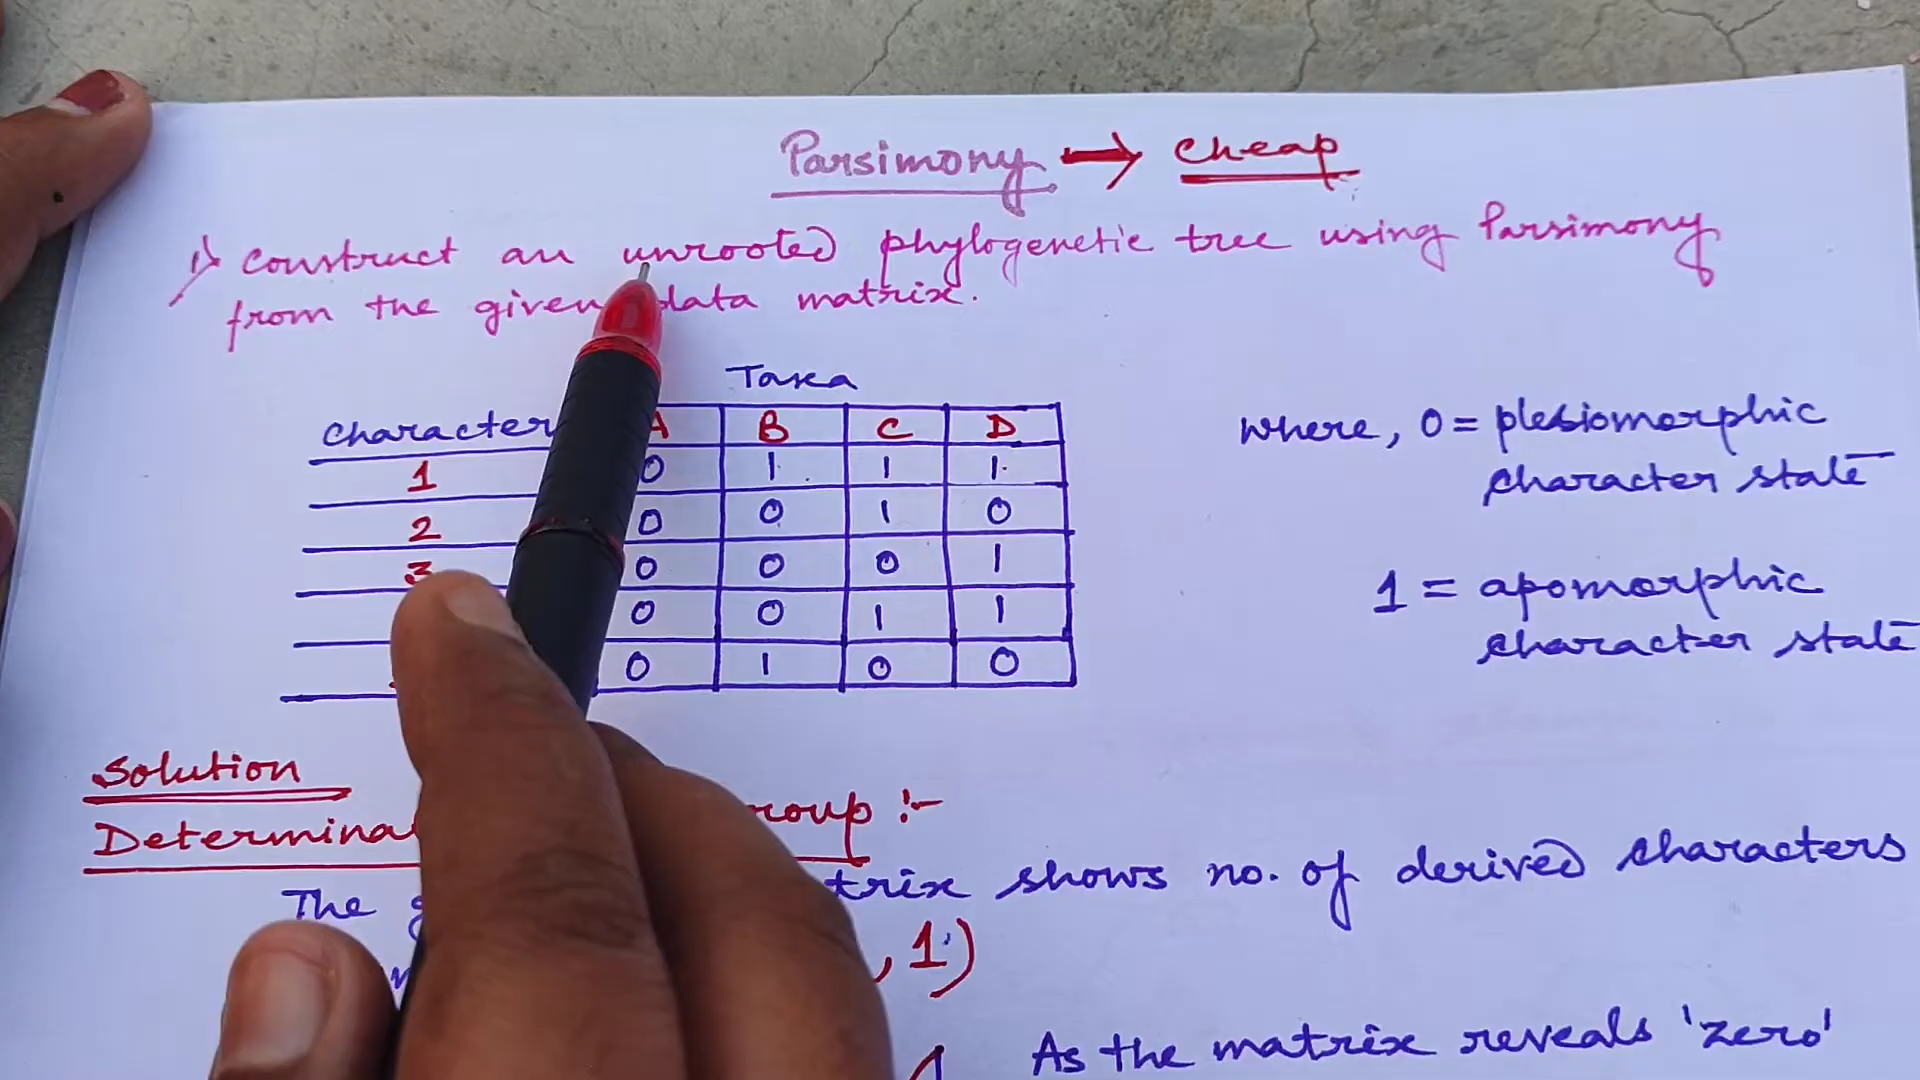 Parsimony → Cheap
1) Construct an unrooted phylogenetic tree using Parsimony
from the given data matrix.
Taxa
Character A B C D
1 0 1 1 1
2 0 0 1 0
3 0 0 0 1
0 0 1 1
0 1 0 0
where, 0 = plesiomorphic
character state
1 = apomorphic
character state
Solution
The shows no. of derived characters
, 1)
As the matrix reveals 'zero'